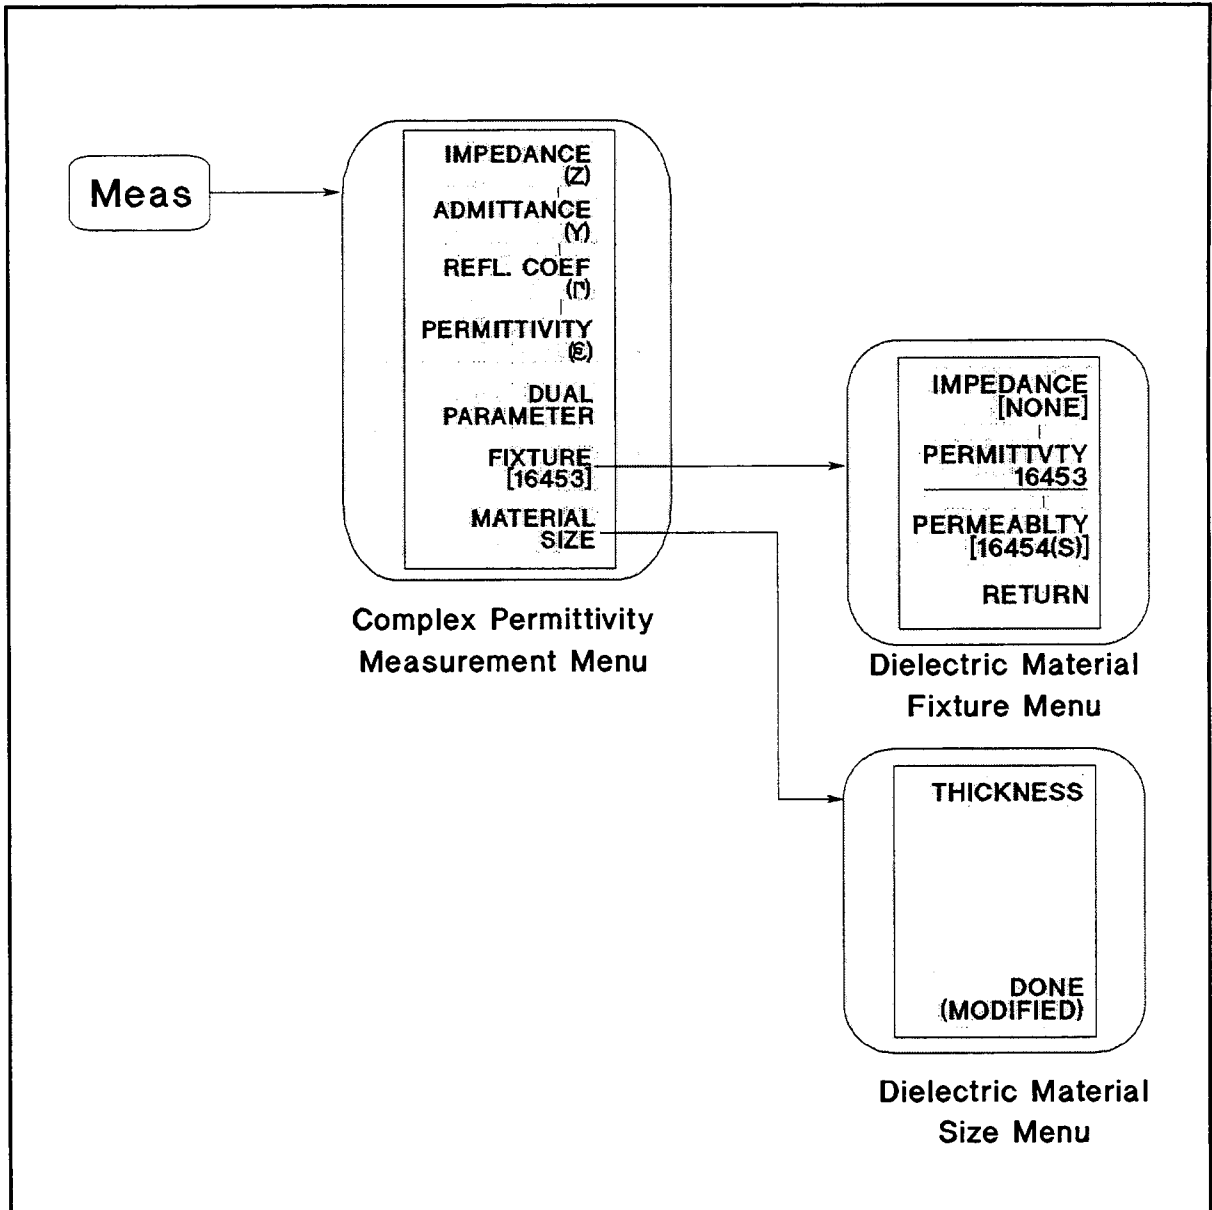 Meas
IMPEDANCE
(Z)
ADMITTANCE
(Y)
REFL. COEF
(Γ)
PERMITTIVITY
(ε)
DUAL
PARAMETER
FIXTURE
[16453]
MATERIAL
SIZE
Complex Permittivity
Measurement Menu
IMPEDANCE
[NONE]
PERMITTVTY
16453
PERMEABLTY
[16454(S)]
RETURN
Dielectric Material
Fixture Menu
THICKNESS
DONE
(MODIFIED)
Dielectric Material
Size Menu